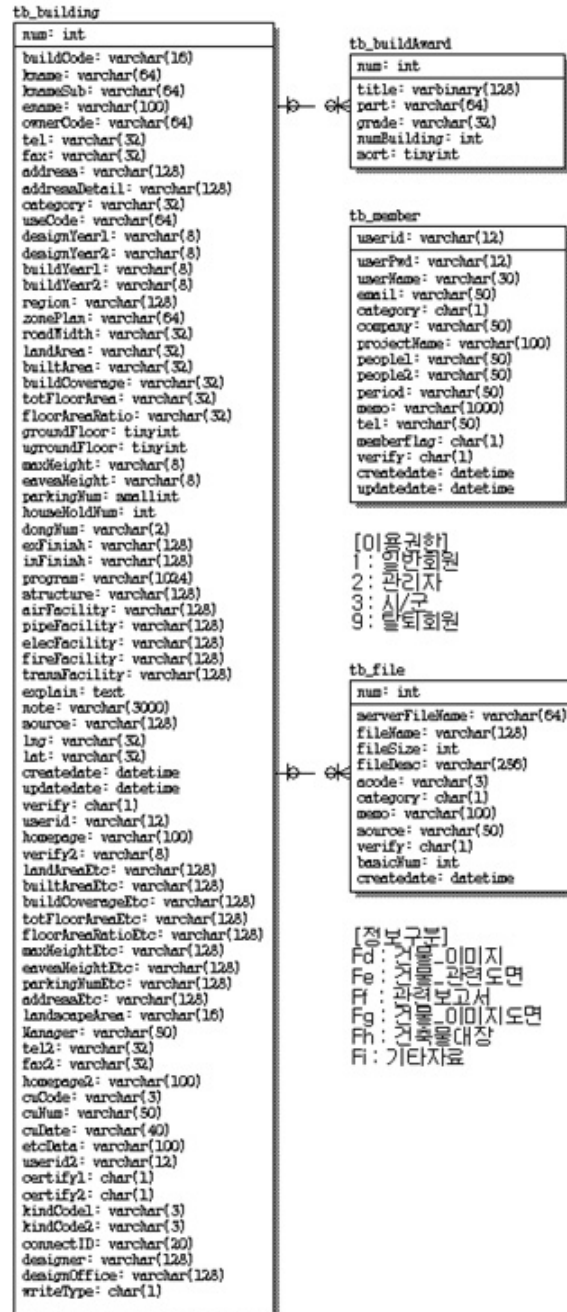 tb_building
num: int
buildCode: varchar(16)
kname: varchar(64)
knameSub: varchar(64)
ename: varchar(100)
ownerCode: varchar(64)
tel: varchar(32)
fax: varchar(32)
address: varchar(128)
addressDetail: varchar(128)
category: varchar(32)
useCode: varchar(64)
designYear1: varchar(8)
designYear2: varchar(8)
buildYear1: varchar(8)
buildYear2: varchar(8)
region: varchar(128)
zonePlan: varchar(64)
roadWidth: varchar(32)
landArea: varchar(32)
builtArea: varchar(32)
buildCoverage: varchar(32)
totFloorArea: varchar(32)
floorAreaRatio: varchar(32)
groundFloor: tinyint
ugroundFloor: tinyint
maxHeight: varchar(8)
eavesHeight: varchar(8)
parkingNum: smallint
houseHoldNum: int
dongNum: varchar(2)
exFinish: varchar(128)
inFinish: varchar(128)
program: varchar(1024)
structure: varchar(128)
airFacility: varchar(128)
pipeFacility: varchar(128)
elecFacility: varchar(128)
fireFacility: varchar(128)
transFacility: varchar(128)
explain: text
note: varchar(3000)
source: varchar(128)
lng: varchar(32)
lat: varchar(32)
createdate: datetime
updatedate: datetime
verify: char(1)
userid: varchar(12)
homepage: varchar(100)
verify2: varchar(8)
landAreaEtc: varchar(128)
builtAreaEtc: varchar(128)
buildCoverageEtc: varchar(128)
totFloorAreaEtc: varchar(128)
floorAreaRatioEtc: varchar(128)
maxHeightEtc: varchar(128)
eavesHeightEtc: varchar(128)
parkingNumEtc: varchar(128)
addressEtc: varchar(128)
landscapeArea: varchar(16)
Manager: varchar(50)
tel2: varchar(32)
fax2: varchar(32)
homepage2: varchar(100)
cuCode: varchar(3)
cuNum: varchar(50)
cuDate: varchar(40)
etcData: varchar(100)
userid2: varchar(12)
certify1: char(1)
certify2: char(1)
kindCode1: varchar(3)
kindCode2: varchar(3)
connectID: varchar(20)
designer: varchar(128)
designOffice: varchar(128)
writeType: char(1)
tb_buildAward
num: int
title: varbinary(128)
part: varchar(64)
grade: varchar(32)
numBuilding: int
sort: tinyint
tb_member
userid: varchar(12)
userPwd: varchar(12)
userName: varchar(30)
email: varchar(50)
category: char(1)
company: varchar(50)
projectName: varchar(100)
people1: varchar(50)
people2: varchar(50)
period: varchar(50)
memo: varchar(1000)
tel: varchar(50)
memberflag: char(1)
verify: char(1)
createdate: datetime
updatedate: datetime
[이용권한]
1 : 일반회원
2 : 관리자
3 : 시/군
9 : 탈퇴회원
tb_file
num: int
serverFileName: varchar(64)
fileName: varchar(128)
fileSize: int
fileDesc: varchar(256)
acode: varchar(3)
category: char(1)
memo: varchar(100)
source: varchar(50)
verify: char(1)
basicNum: int
createdate: datetime
[정보구분]
Fd : 건물_이미지
Fe : 건물_관련도면
Ff : 관련보고서
Fg : 건물_이미지도면
Fh : 건축물대장
Fi : 기타자료